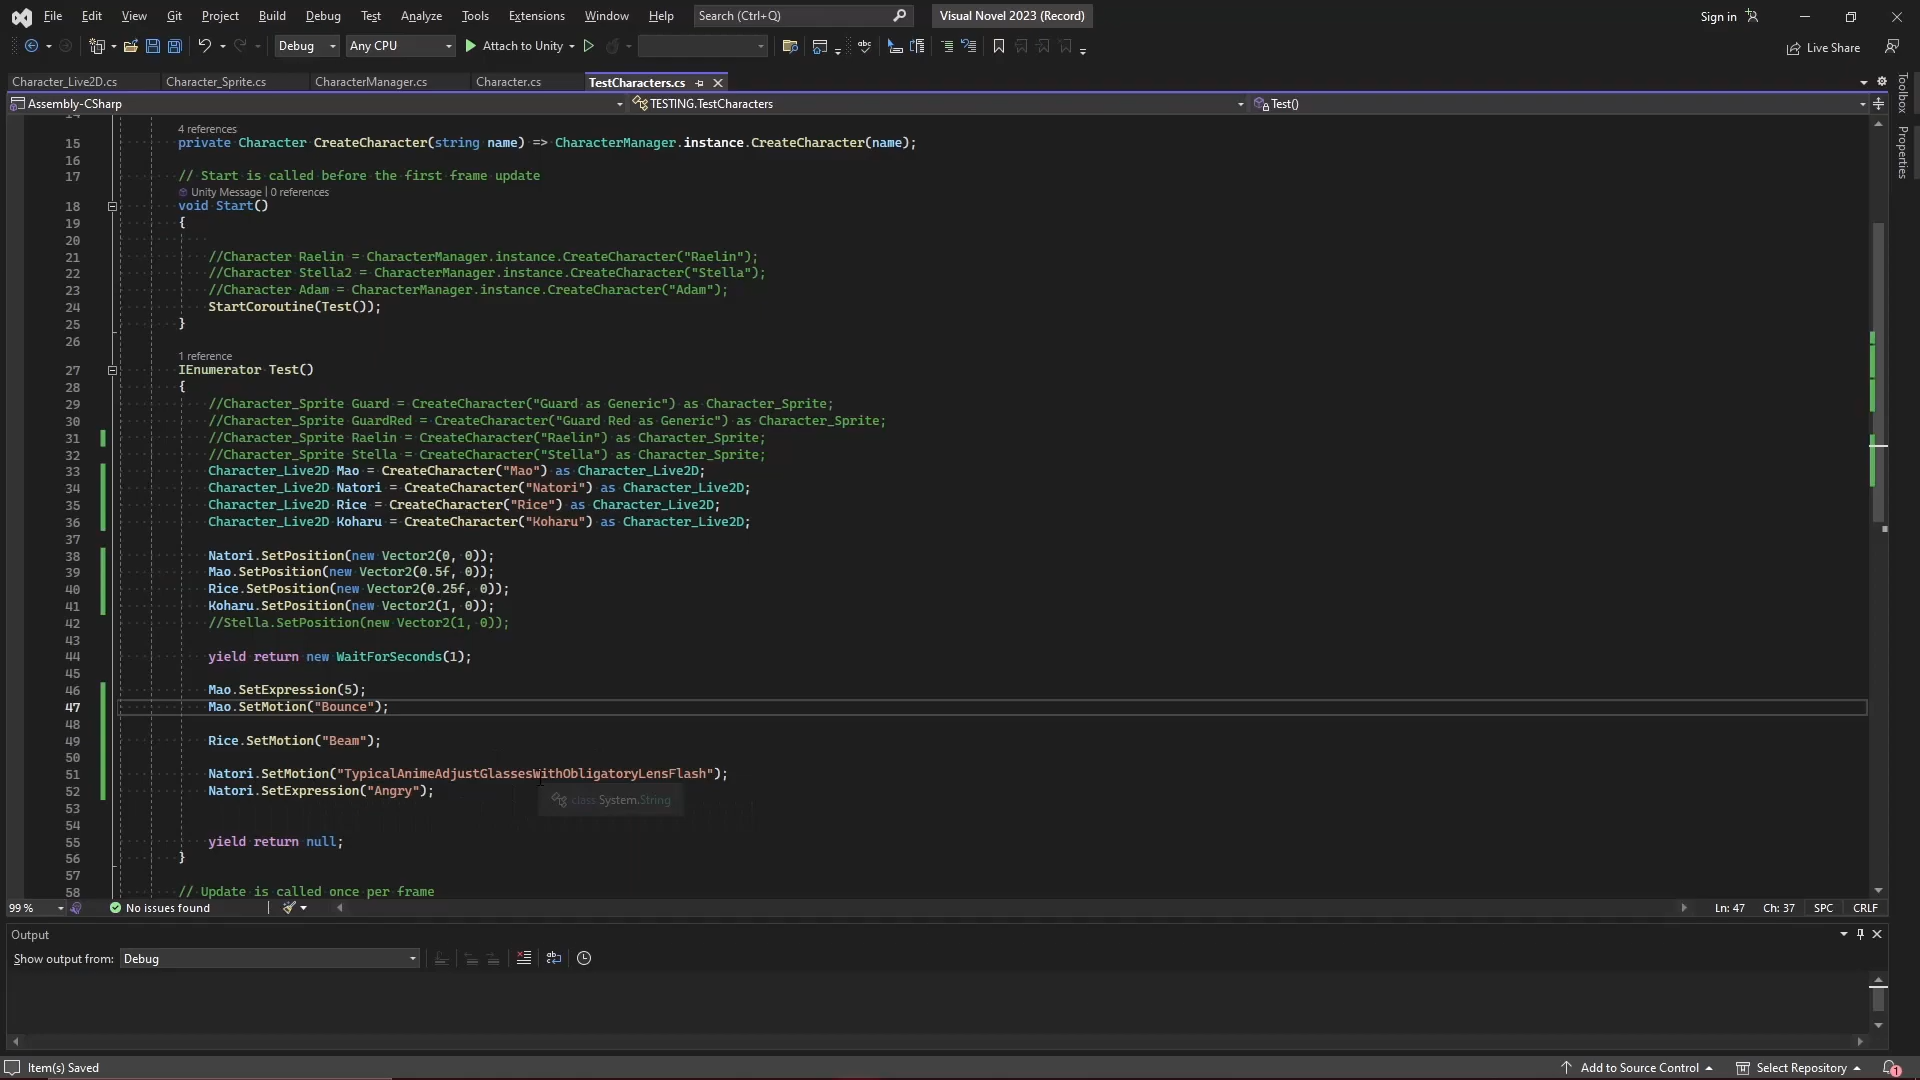 File Edit View Git Project Build Debug Test Analyze Tools Extensions Window Help Search (Ctrl+Q) Visual Novel 2023 (Record) Sign in
Debug Any CPU Attach to Unity Live Share
Character_Live2D.cs Character_Sprite.cs CharacterManager.cs Character.cs TestCharacters.cs
Toolbox
Properties
Assembly-CSharp TESTING.TestCharacters Test()
14
4 references
15 private Character CreateCharacter(string name) => CharacterManager.instance.CreateCharacter(name);
16
17 // Start is called before the first frame update
Unity Message | 0 references
18 void Start()
19 {
20
21 //Character Raelin = CharacterManager.instance.CreateCharacter("Raelin");
22 //Character Stella2 = CharacterManager.instance.CreateCharacter("Stella");
23 //Character Adam = CharacterManager.instance.CreateCharacter("Adam");
24 StartCoroutine(Test());
25 }
26
1 reference
27 IEnumerator Test()
28 {
29 //Character_Sprite Guard = CreateCharacter("Guard as Generic") as Character_Sprite;
30 //Character_Sprite GuardRed = CreateCharacter("Guard Red as Generic") as Character_Sprite;
31 //Character_Sprite Raelin = CreateCharacter("Raelin") as Character_Sprite;
32 //Character_Sprite Stella = CreateCharacter("Stella") as Character_Sprite;
33 Character_Live2D Mao = CreateCharacter("Mao") as Character_Live2D;
34 Character_Live2D Natori = CreateCharacter("Natori") as Character_Live2D;
35 Character_Live2D Rice = CreateCharacter("Rice") as Character_Live2D;
36 Character_Live2D Koharu = CreateCharacter("Koharu") as Character_Live2D;
37
38 Natori.SetPosition(new Vector2(0, 0));
39 Mao.SetPosition(new Vector2(0.5f, 0));
40 Rice.SetPosition(new Vector2(0.25f, 0));
41 Koharu.SetPosition(new Vector2(1, 0));
42 //Stella.SetPosition(new Vector2(1, 0));
43
44 yield return new WaitForSeconds(1);
45
46 Mao.SetExpression(5);
47 Mao.SetMotion("Bounce");
48
49 Rice.SetMotion("Beam");
50
51 Natori.SetMotion("TypicalAnimeAdjustGlassesWithObligatoryLensFlash");
52 Natori.SetExpression("Angry");
class System.String
53
54
55 yield return null;
56 }
57
58 // Update is called once per frame
99 % No issues found Ln: 47 Ch: 37 SPC CRLF
Output
Show output from: Debug
Item(s) Saved Add to Source Control Select Repository 1